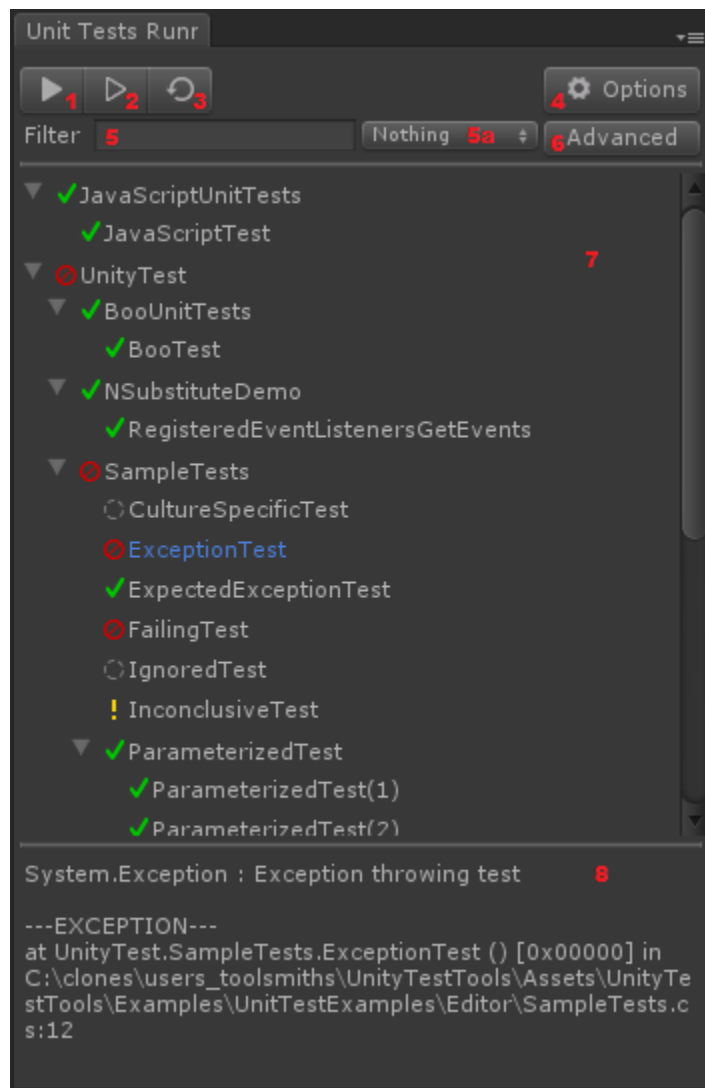 Unit Tests Runr
1 2 3 4 Options
Filter 5 Nothing 5a 6 Advanced
JavaScriptUnitTests
JavaScriptTest
7
UnityTest
BooUnitTests
BooTest
NSubstituteDemo
RegisteredEventListenersGetEvents
SampleTests
CultureSpecificTest
ExceptionTest
ExpectedExceptionTest
FailingTest
IgnoredTest
InconclusiveTest
ParameterizedTest
ParameterizedTest(1)
ParameterizedTest(2)
System.Exception : Exception throwing test 8
---EXCEPTION---
at UnityTest.SampleTests.ExceptionTest () [0x00000] in
C:\clones\users_toolsmiths\UnityTestTools\Assets\UnityTe
stTools\Examples\UnitTestExamples\Editor\SampleTests.c
s:12